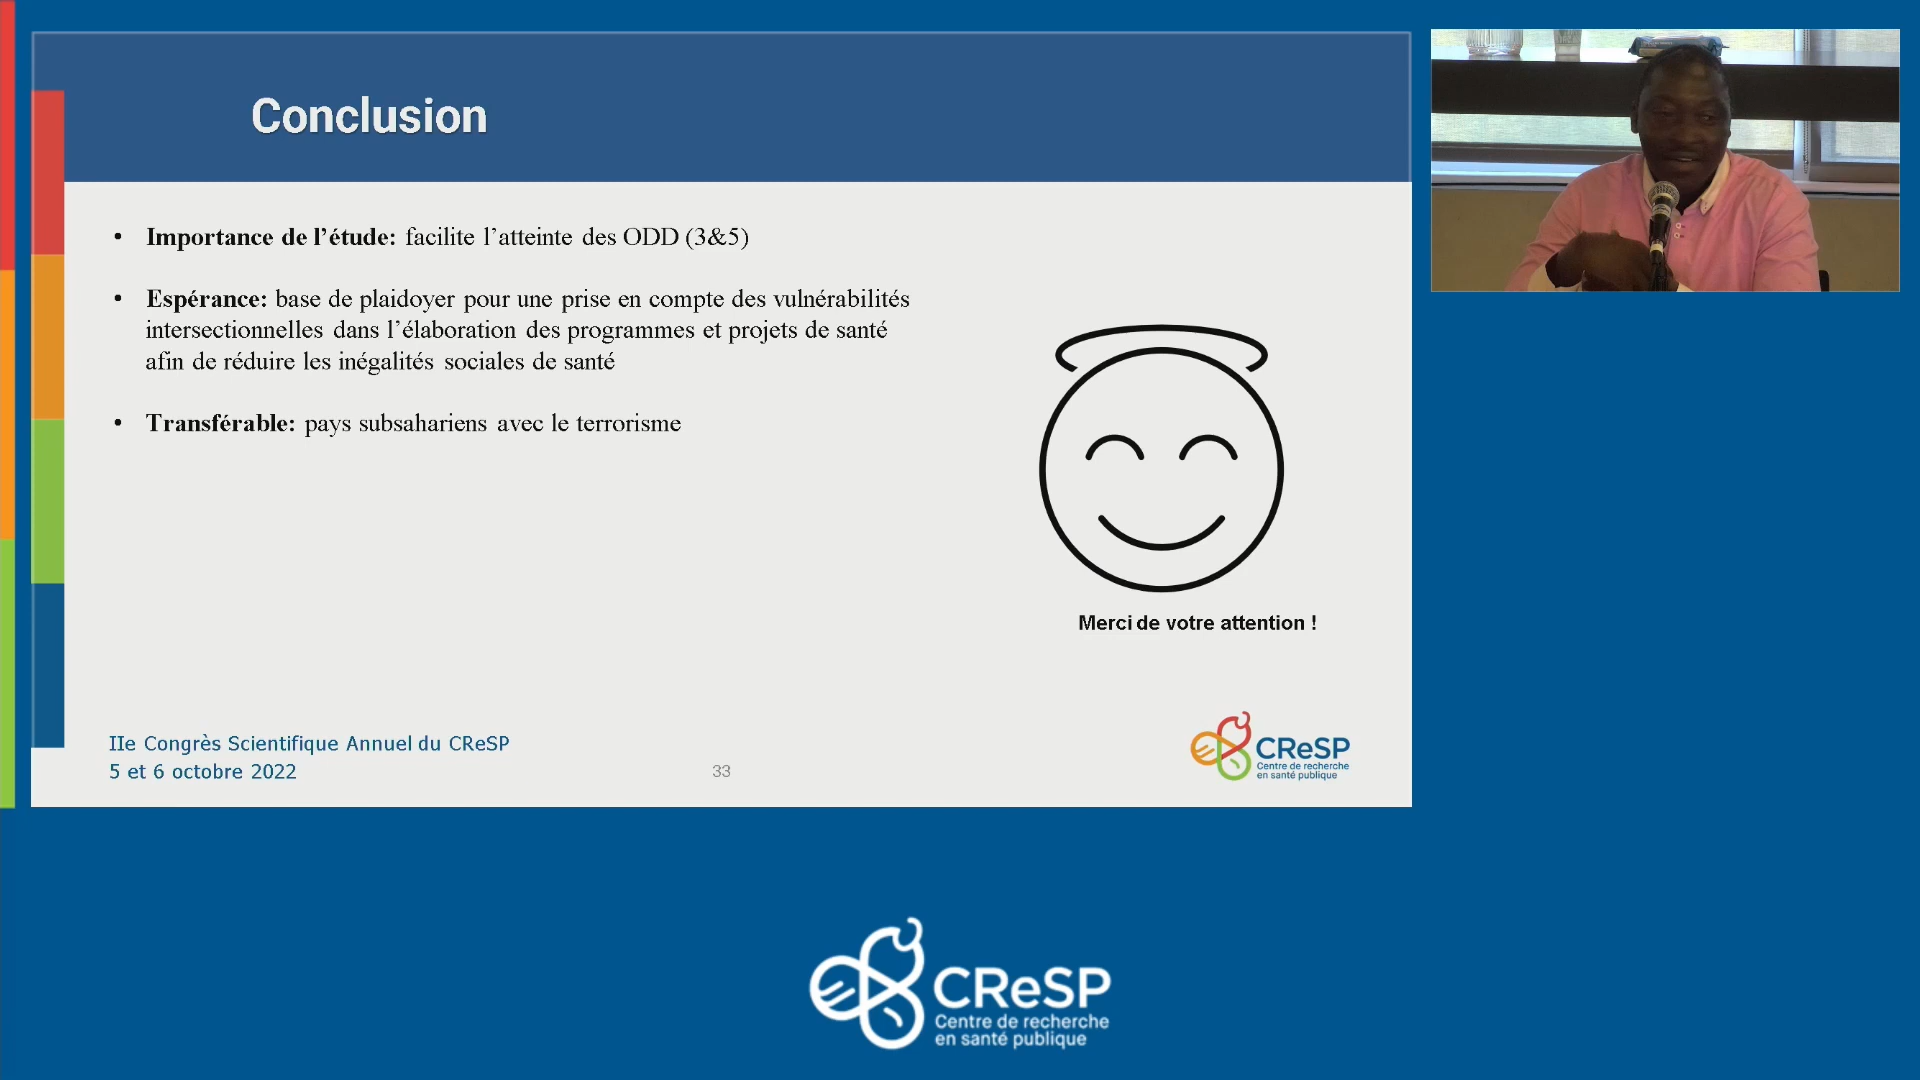 Conclusion
• Importance de l’étude: facilite l’atteinte des ODD (3&5)
• Espérance: base de plaidoyer pour une prise en compte des vulnérabilités
intersectionnelles dans l’élaboration des programmes et projets de santé
afin de réduire les inégalités sociales de santé
• Transférable: pays subsahariens avec le terrorisme
Merci de votre attention !
IIe Congrès Scientifique Annuel du CReSP
5 et 6 octobre 2022
33
CReSP
Centre de recherche
en santé publique
CReSP
Centre de recherche
en santé publique